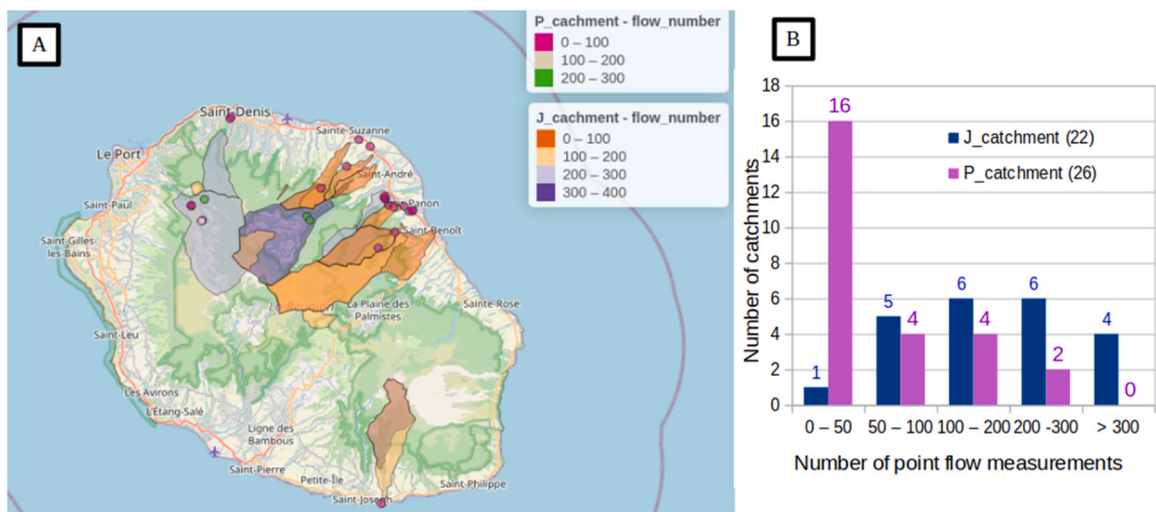 A
P_cachment - flow_number
0 – 100
100 – 200
200 – 300
J_catchment - flow_number
0 – 100
100 – 200
200 – 300
300 – 400
Saint-Denis
Sainte-Suzanne
Le Port
Saint-André
Saint-Paul
Panon
Saint-Benoît
Saint-Gilles-
les-Bains
La Réunion
La Plaine des
Palmistes
Sainte-Rose
Saint-Leu
Les Avirons
L'Étang-Salé
Ligne des
Bambous
Saint-Pierre
Petite-Île
Saint-Philippe
Saint-Joseph
B
Number of catchments
18
16
14
12
10
8
6
4
2
0
J_catchment (22)
P_catchment (26)
1
16
5
4
6
4
6
2
4
0
0 – 50
50 – 100
100 – 200
200 -300
> 300
Number of point flow measurements